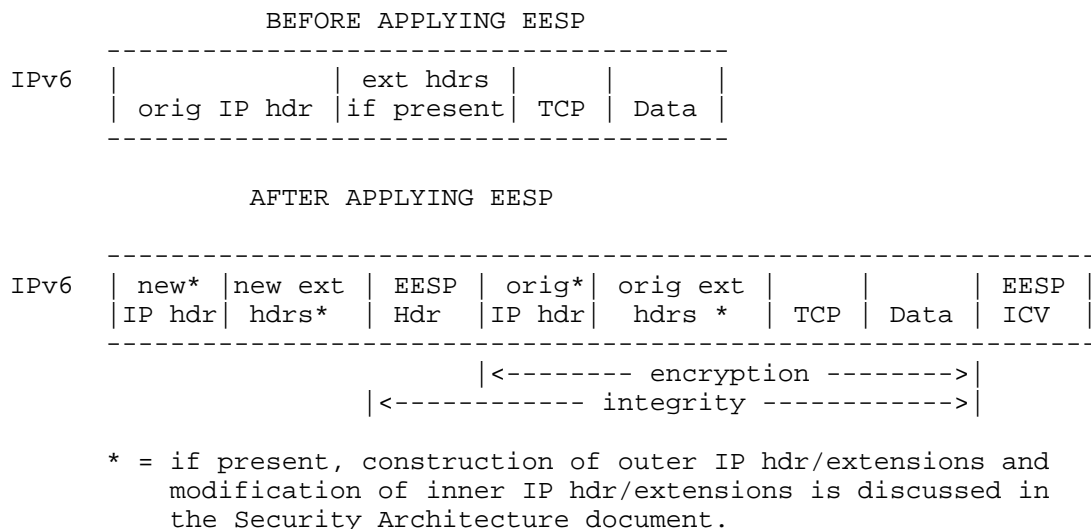 BEFORE APPLYING EESP
---------------------------------------
IPv6 | | ext hdrs | | |
| orig IP hdr |if present| TCP | Data |
---------------------------------------
AFTER APPLYING EESP
--------------------------------------------------------------
IPv6 | new* |new ext | EESP | orig*| orig ext | | | EESP |
|IP hdr| hdrs* | Hdr |IP hdr| hdrs * | TCP | Data | ICV |
--------------------------------------------------------------
|<-------- encryption -------->|
|<------------ integrity ------------>|
* = if present, construction of outer IP hdr/extensions and
modification of inner IP hdr/extensions is discussed in
the Security Architecture document.